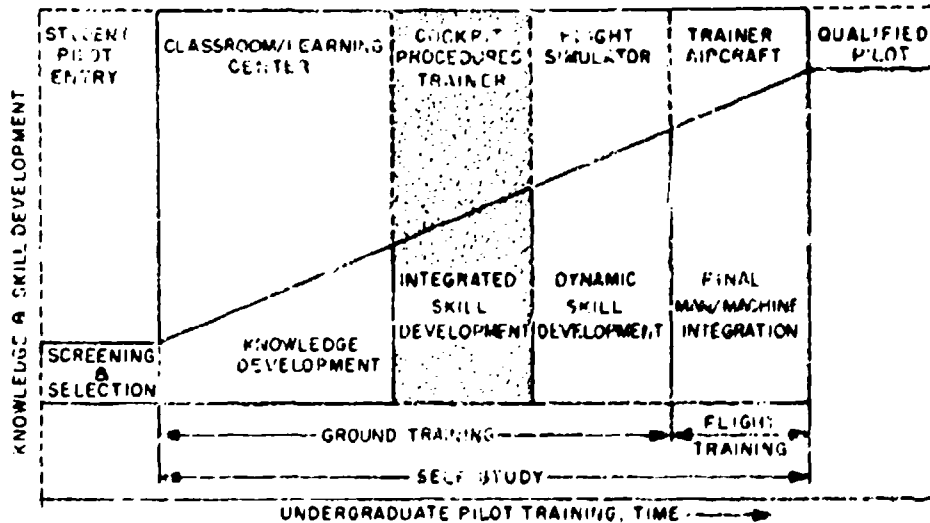 STUDENT
PILOT
ENTRY
CLASSROOM/LEARNING
CENTER
COCKPIT
PROCEDURES
TRAINER
FLIGHT
SIMULATOR
TRAINER
AIRCRAFT
QUALIFIED
PILOT
KNOWLEDGE & SKILL DEVELOPMENT
SCREENING
&
SELECTION
KNOWLEDGE
DEVELOPMENT
INTEGRATED
SKILL
DEVELOPMENT
DYNAMIC
SKILL
DEVELOPMENT
FINAL
MAN/MACHINE
INTEGRATION
GROUND TRAINING
FLIGHT
TRAINING
SELF STUDY
UNDERGRADUATE PILOT TRAINING, TIME